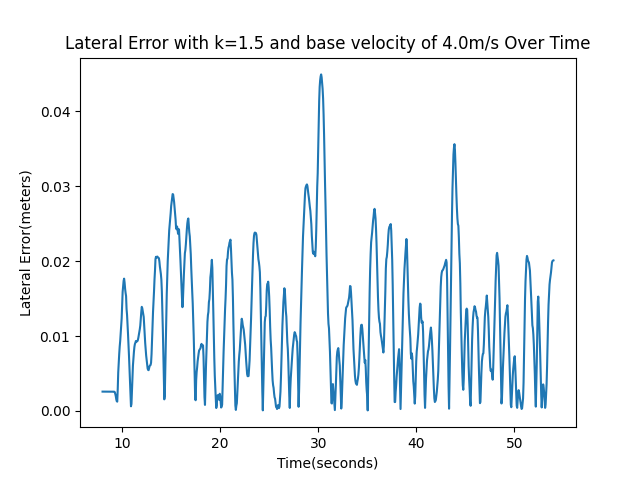 Lateral Error with k=1.5 and base velocity of 4.0m/s Over Time
0.04
0.03
0.02
0.01
0.00
Lateral Error(meters)
10 20 30 40 50
Time(seconds)